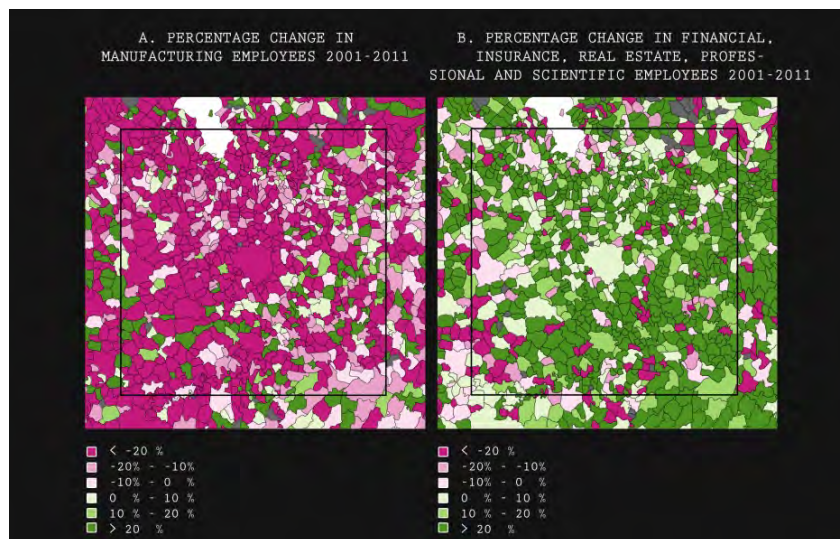 A. PERCENTAGE CHANGE IN
MANUFACTURING EMPLOYEES 2001-2011
B. PERCENTAGE CHANGE IN FINANCIAL,
INSURANCE, REAL ESTATE, PROFES-
SIONAL AND SCIENTIFIC EMPLOYEES 2001-2011
< -20 %
-20% - -10%
-10% - 0 %
0 % - 10 %
10 % - 20 %
> 20 %
< -20 %
-20% - -10%
-10% - 0 %
0 % - 10 %
10 % - 20 %
> 20 %